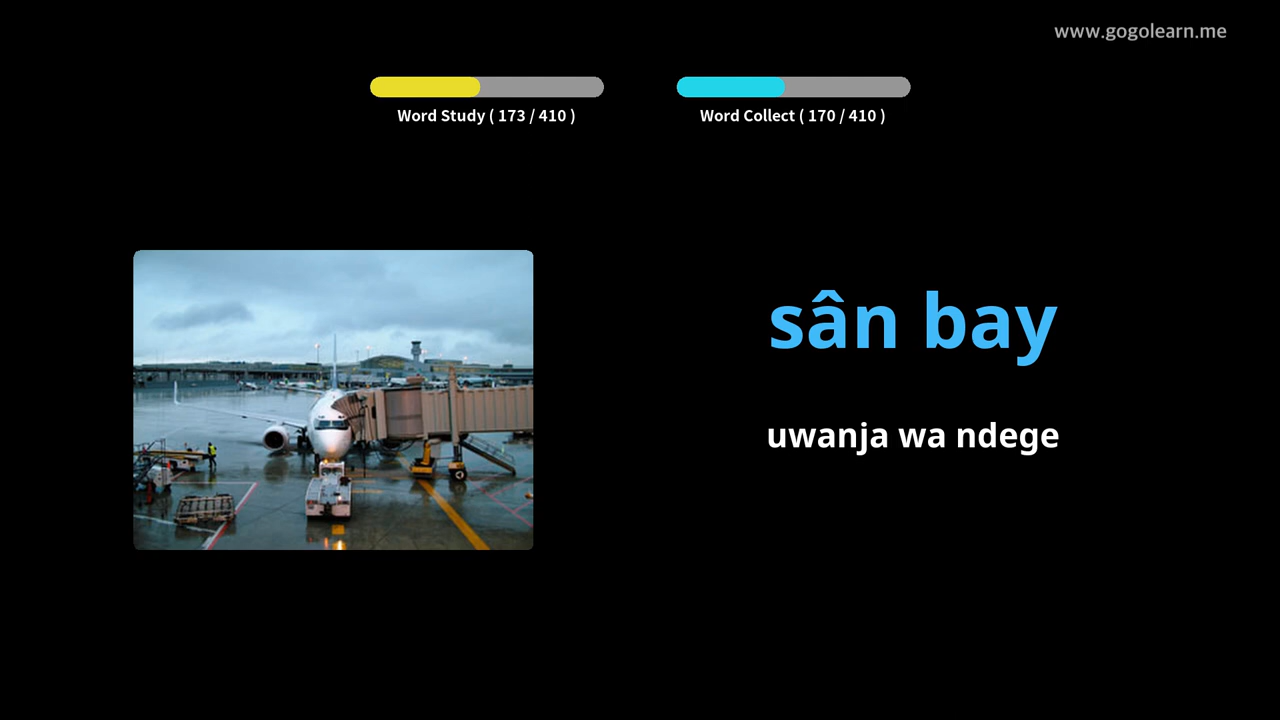 www.gogolearn.me
Word Study ( 173 / 410 )
Word Collect ( 170 / 410 )
sân bay
uwanja wa ndege